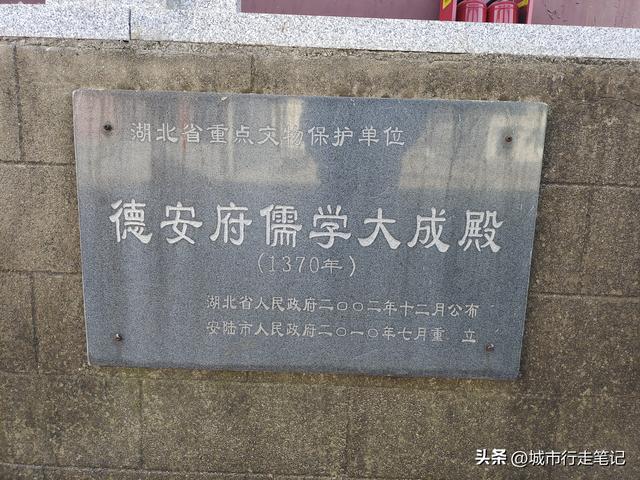 湖北省重点文物保护单位
德安府儒学大成殿
(1370年)
湖北省人民政府二〇〇二年十二月公布
安陆市人民政府二〇一〇年七月重 立
头条 @城市行走笔记